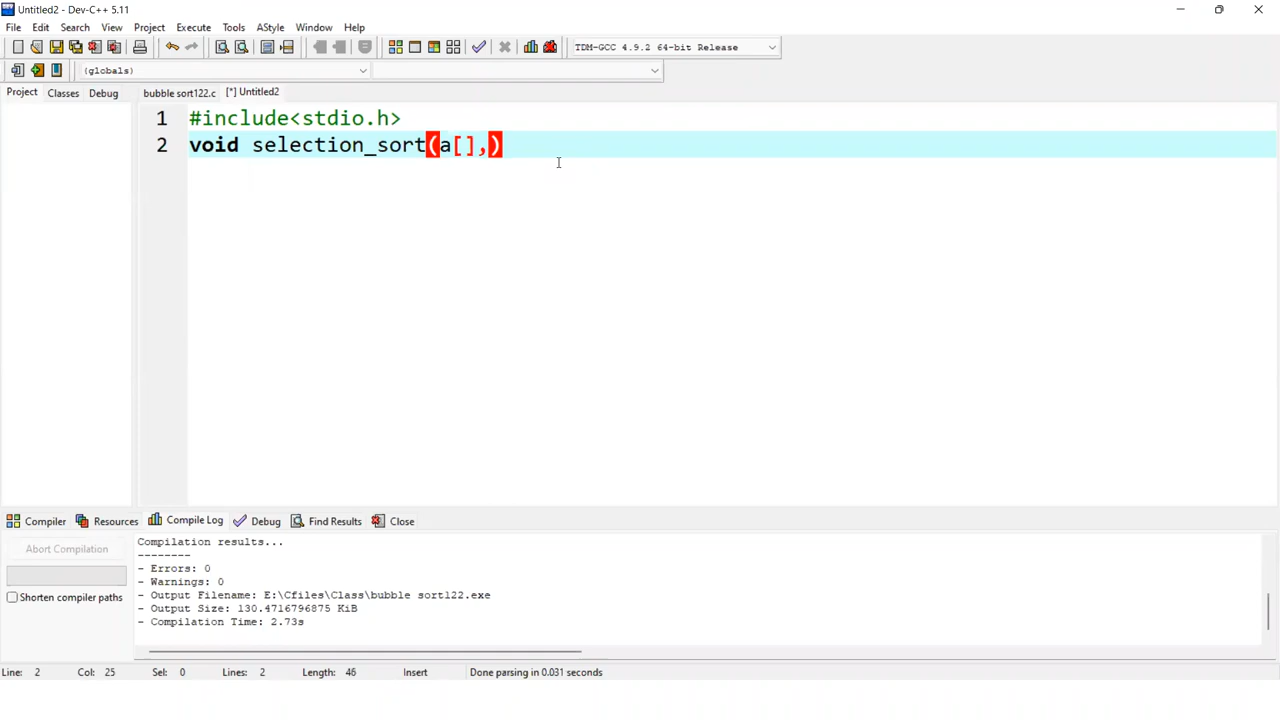 Untitled2 - Dev-C++ 5.11
File Edit Search View Project Execute Tools AStyle Window Help
TDM-GCC 4.9.2 64-bit Release
(globals)
Project Classes Debug bubble sort122.c [*] Untitled2
1 #include<stdio.h>
2 void selection_sort(a[],)
Compiler Resources Compile Log Debug Find Results Close
Abort Compilation
Shorten compiler paths
Compilation results...
--------
- Errors: 0
- Warnings: 0
- Output Filename: E:\Cfiles\Class\bubble sort122.exe
- Output Size: 130.4716796875 KiB
- Compilation Time: 2.73s
Line: 2 Col: 25 Sel: 0 Lines: 2 Length: 46 Insert Done parsing in 0.031 seconds